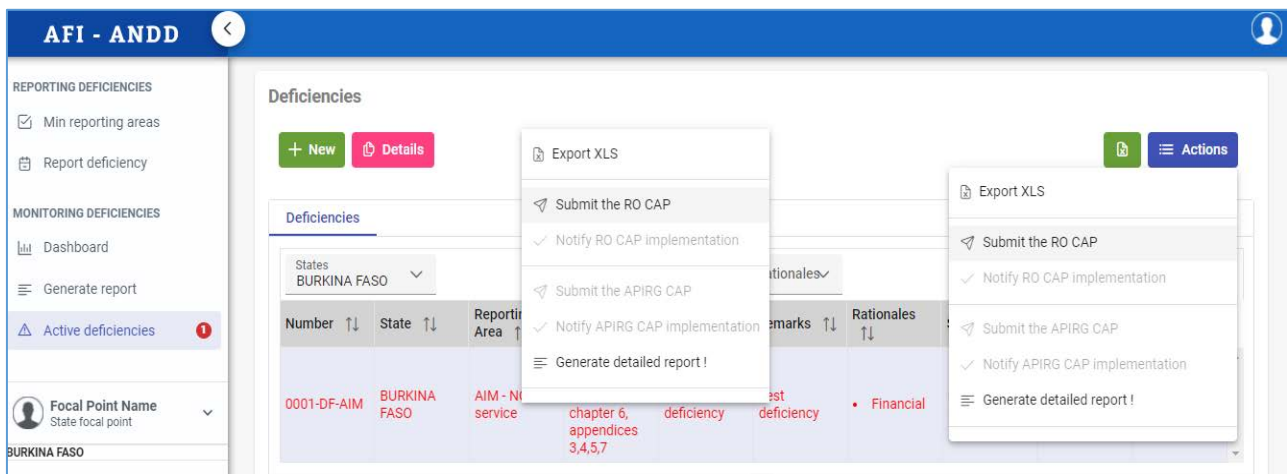 AFI - ANDD
REPORTING DEFICIENCIES
Min reporting areas
Report deficiency
MONITORING DEFICIENCIES
Dashboard
Generate report
Active deficiencies 1
Focal Point Name
State focal point
BURKINA FASO
Deficiencies
+ New
Details
Actions
Deficiencies
States
BURKINA FASO
Number State
Rationales
0001-DF-AIM
BURKINA
FASO
AIM -
service
chapter 6,
appendices
3,4,5,7
deficiency
deficiency
• Financial
Export XLS
Submit the RO CAP
Notify RO CAP implementation
Submit the APIRG CAP
Notify APIRG CAP implementation
Generate detailed report !
Export XLS
Submit the RO CAP
Notify RO CAP implementation
Submit the APIRG CAP
Notify APIRG CAP implementation
Generate detailed report !